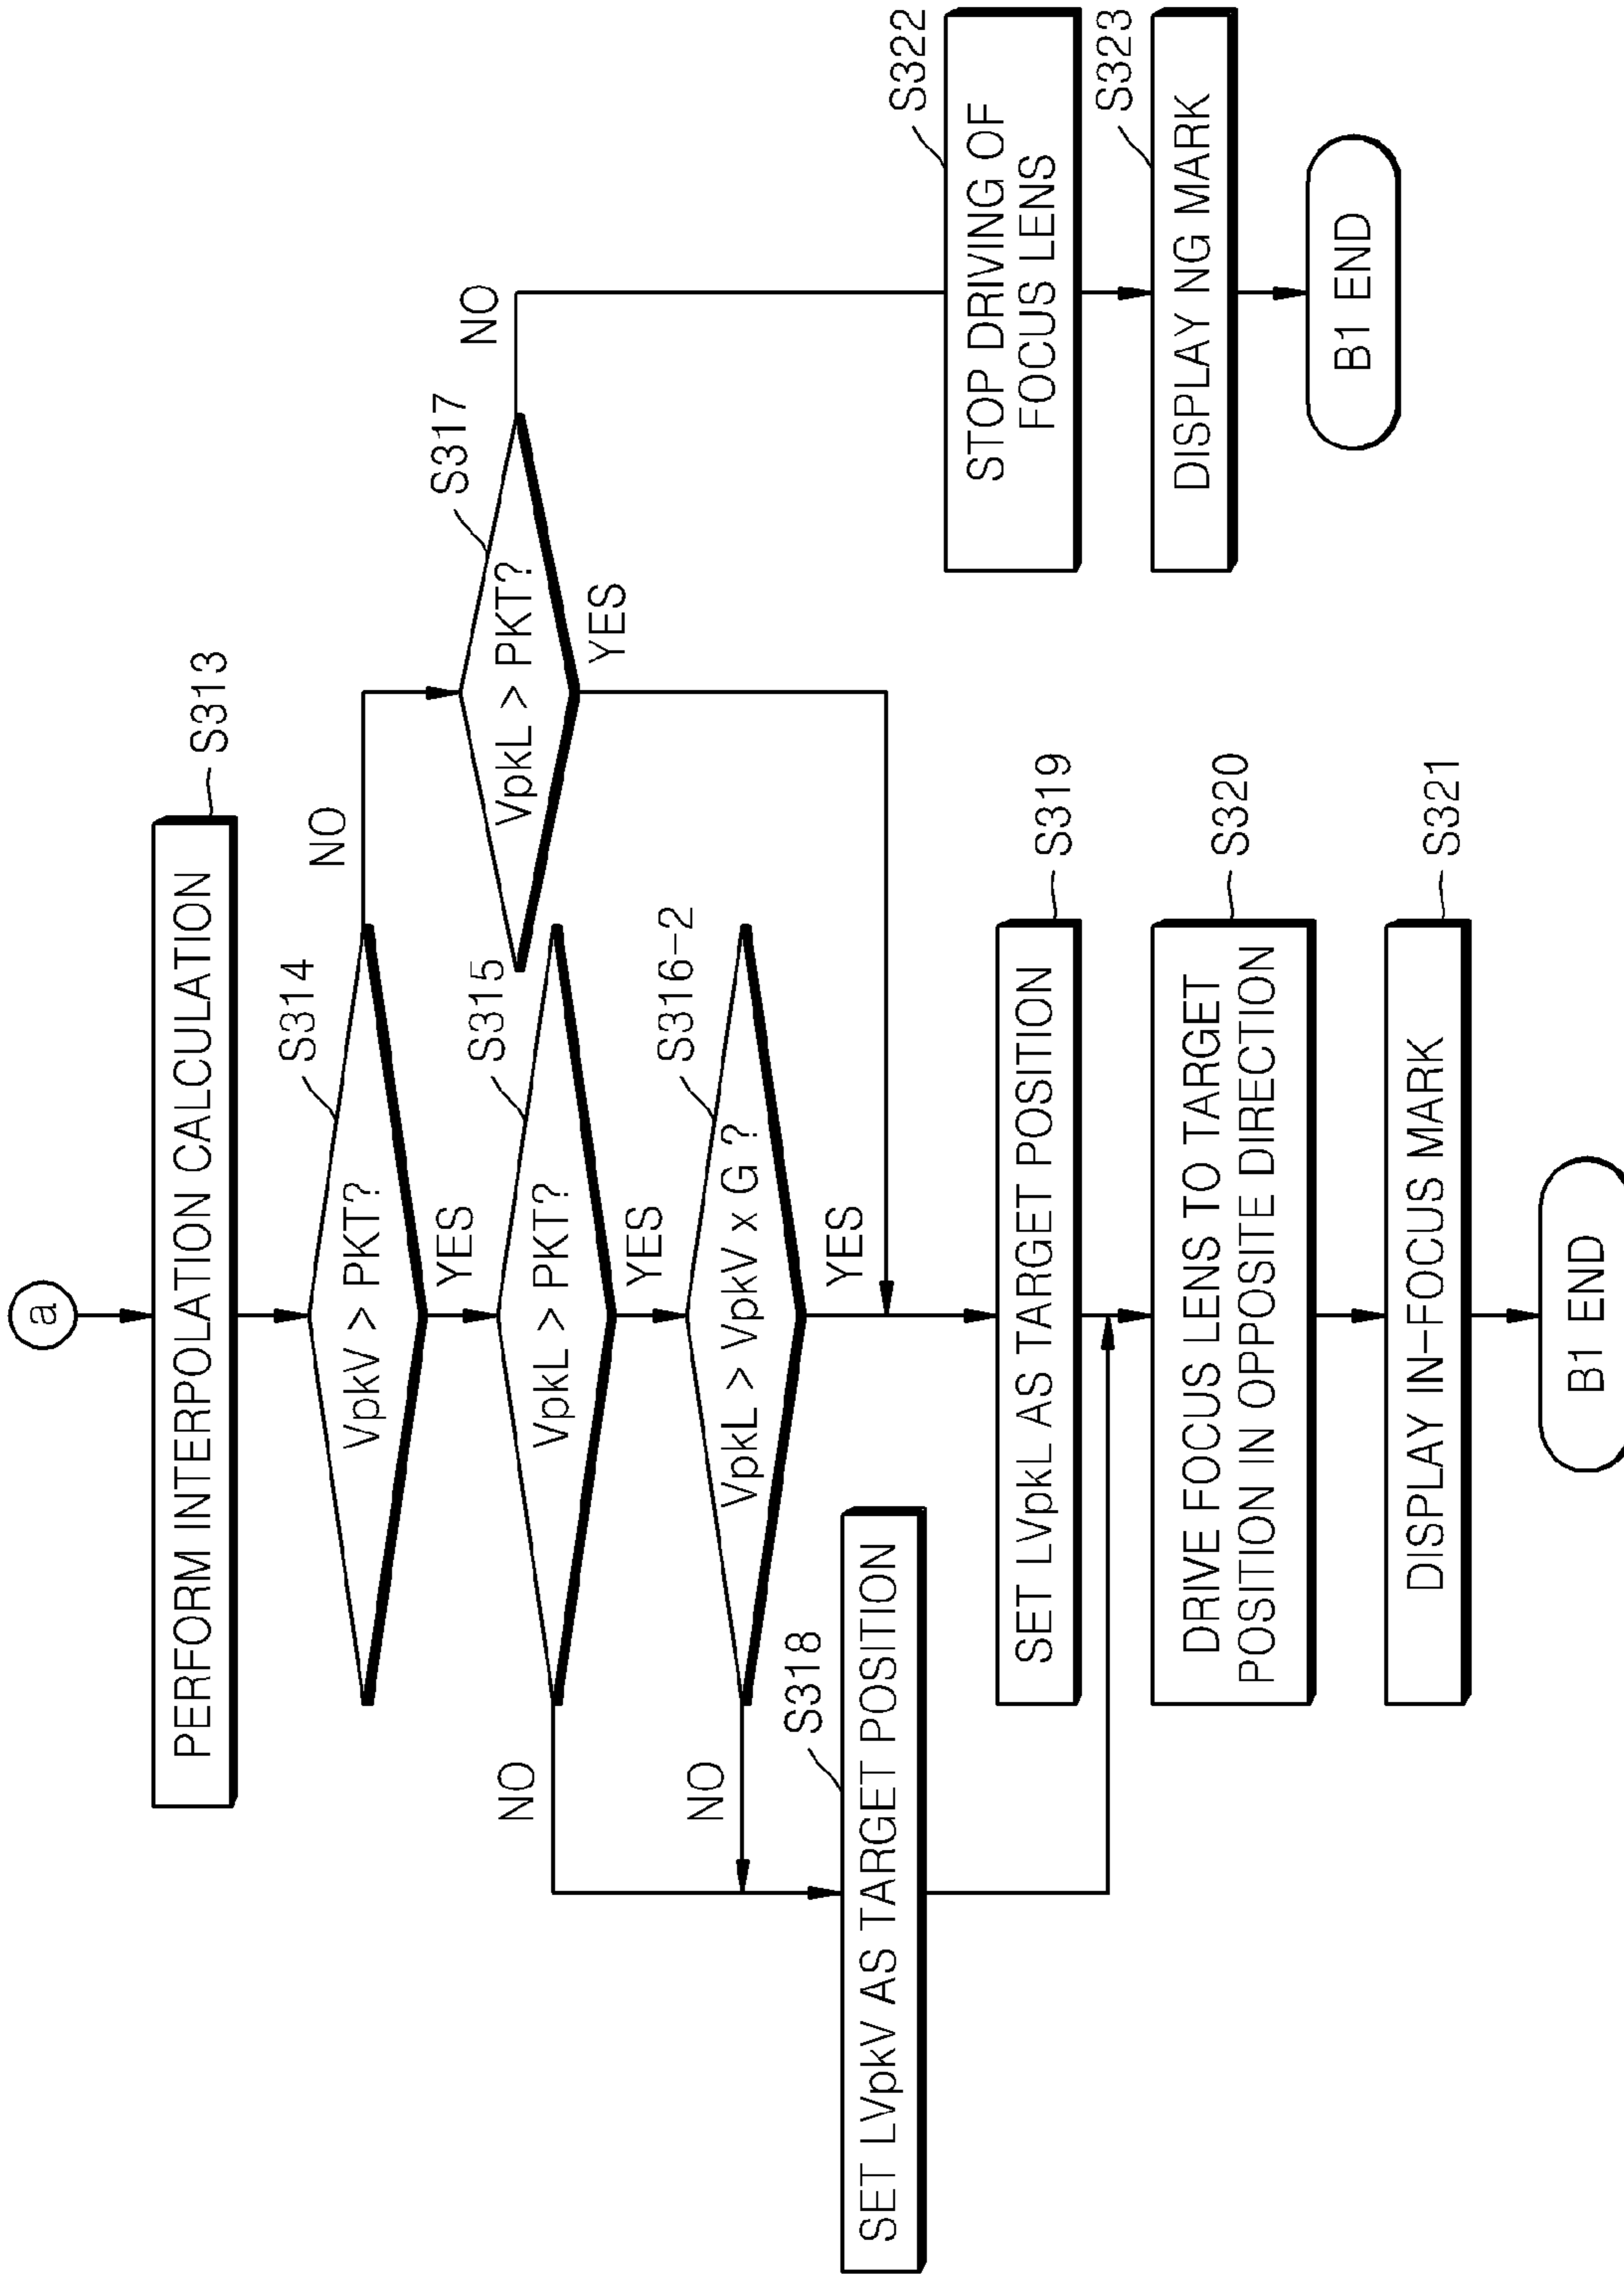 a
PERFORM INTERPOLATION CALCULATION
S313
VpkV > PKT?
S314
NO
YES
VpkL > PKT?
S315
NO
YES
VpkL > VpkV x G ?
S316-2
NO
YES
VpkL > PKT?
S317
NO
YES
SET LVpkV AS TARGET POSITION
S318
SET LVpkL AS TARGET POSITION
S319
DRIVE FOCUS LENS TO TARGET
POSITION IN OPPOSITE DIRECTION
S320
DISPLAY IN-FOCUS MARK
S321
B1 END
STOP DRIVING OF
FOCUS LENS
S322
DISPLAY NG MARK
S323
B1 END